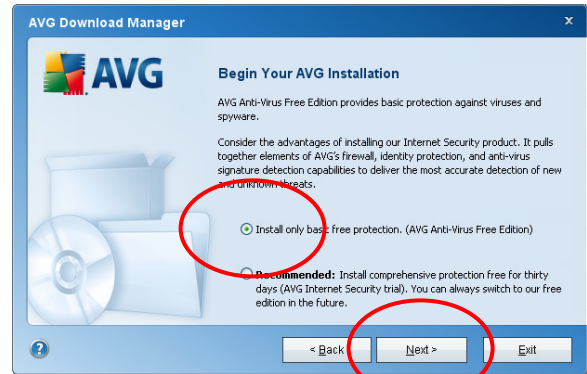 AVG Download Manager
x
AVG
Begin Your AVG Installation
AVG Anti-Virus Free Edition provides basic protection against viruses and
spyware.
Consider the advantages of installing our Internet Security product. It pulls
together elements of AVG's firewall, identity protection, and anti-virus
signature detection capabilities to deliver the most accurate detection of new
and unknown threats.
Install only basic free protection. (AVG Anti-Virus Free Edition)
Recommended: Install comprehensive protection free for thirty
days (AVG Internet Security trial). You can always switch to our free
edition in the future.
?
< Back
Next >
Exit